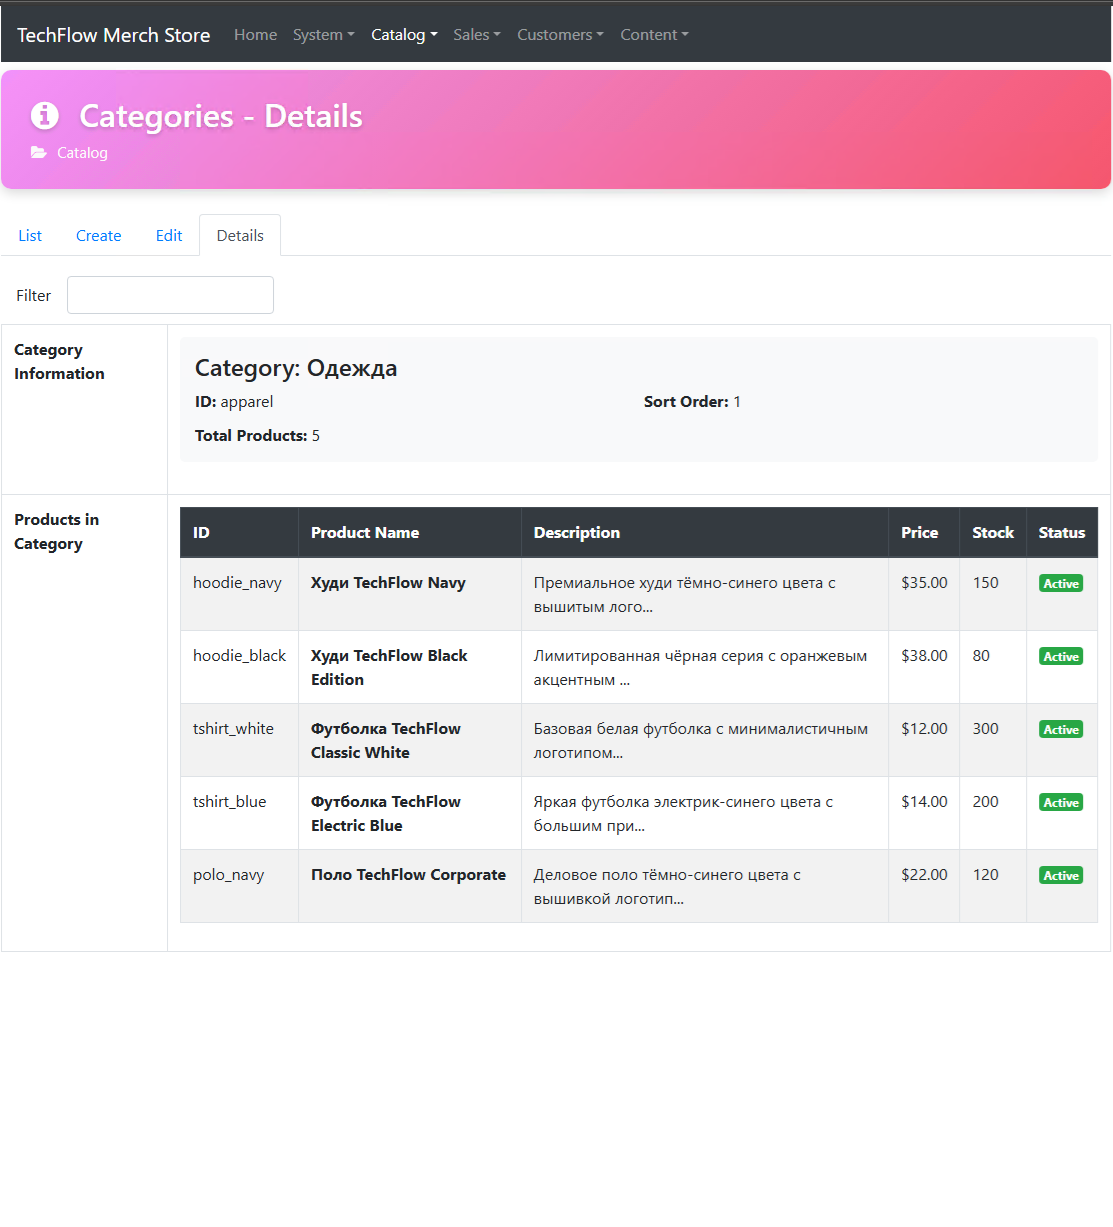 TechFlow Merch Store Home System Catalog Sales Customers Content
Categories - Details
Catalog
List Create Edit Details
Filter
Category
Information
Category: Одежда
ID: apparel Sort Order: 1
Total Products: 5
Products in
Category
ID Product Name Description Price Stock Status
hoodie_navy Худи TechFlow Navy Премиальное худи тёмно-синего цвета с $35.00 150 Active
вышитым лого...
hoodie_black Худи TechFlow Black Лимитированная чёрная серия с оранжевым $38.00 80 Active
Edition акцентным ...
tshirt_white Футболка TechFlow Базовая белая футболка с минималистичным $12.00 300 Active
Classic White логотипом...
tshirt_blue Футболка TechFlow Яркая футболка электрик-синего цвета с $14.00 200 Active
Electric Blue большим при...
polo_navy Поло TechFlow Corporate Деловое поло тёмно-синего цвета с $22.00 120 Active
вышивкой логотип...